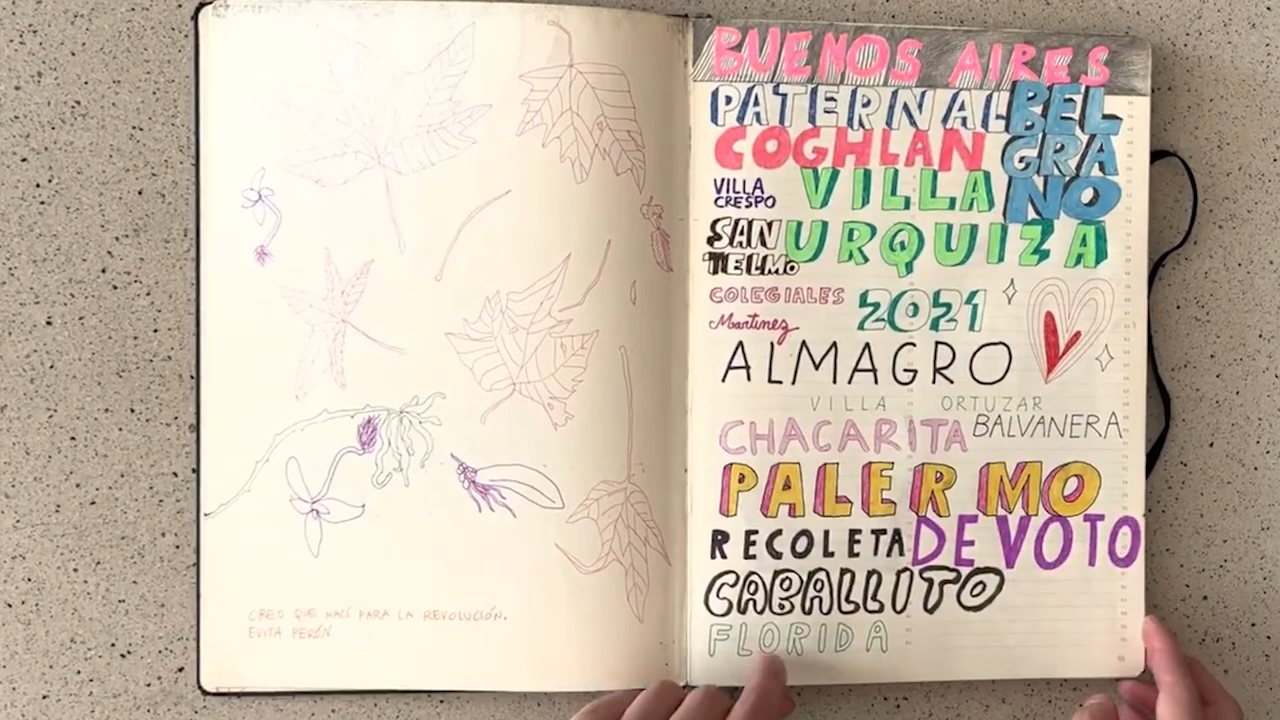 CREO QUE NACÍ PARA LA REVOLUCIÓN.
EVITA PERÓN
BUENOS AIRES
PATERNAL
BEL
GRA
NO
COGHLAN
VILLA
CRESPO
VILLA
URQUIZA
SAN
TELMO
COLEGIALES
2021
Martinez
ALMAGRO
VILLA ORTUZAR
CHACARITA
BALVANERA
PALERMO
RECOLETA
DEVOTO
CABALLITO
FLORIDA